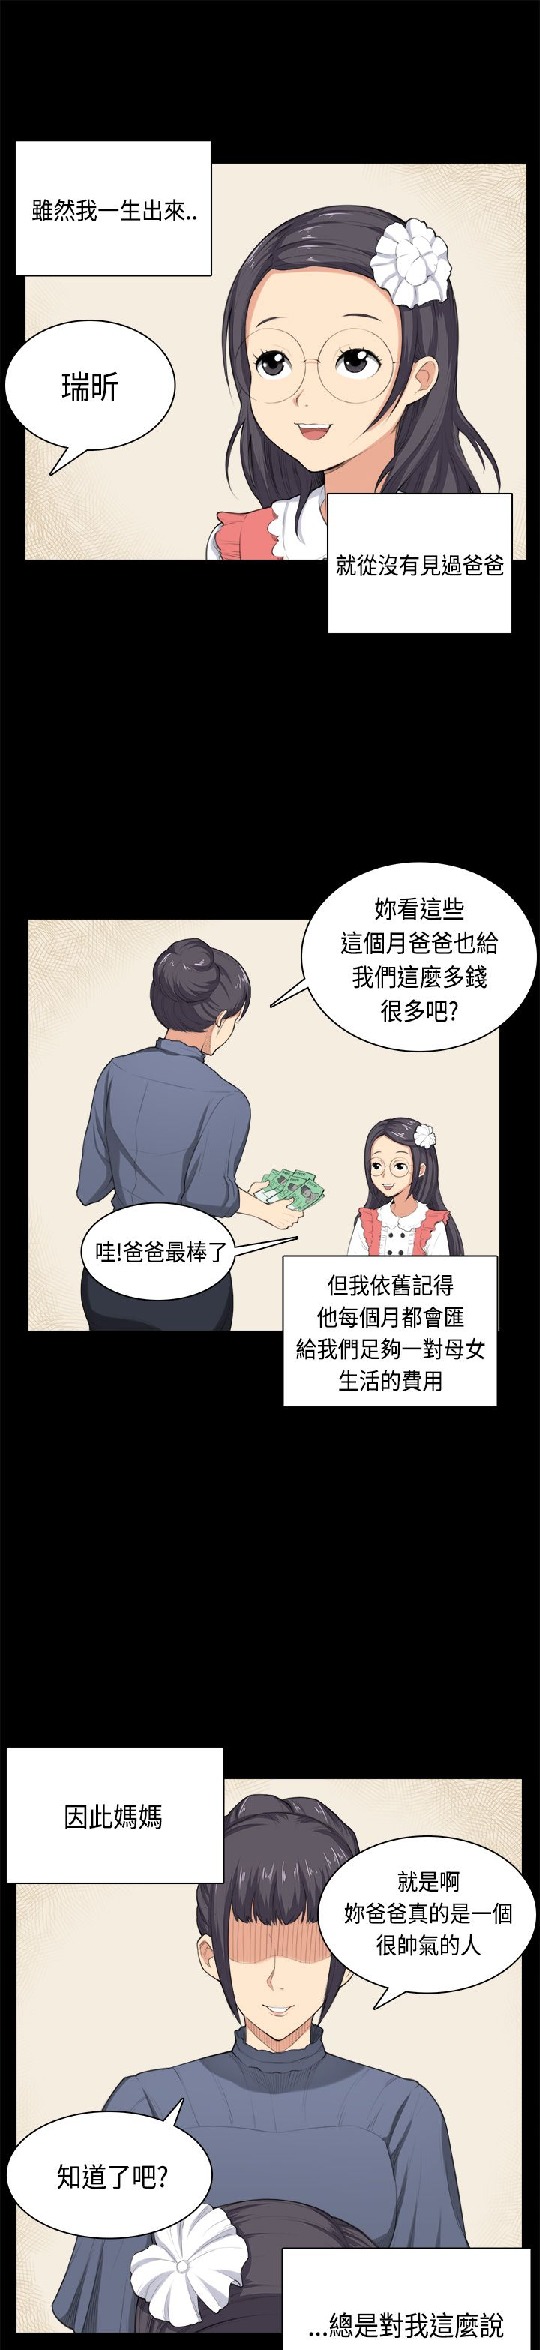 雖然我一生出來..
瑞昕
就從沒有見過爸爸
妳看這些
這個月爸爸也給
我們這麼多錢
很多吧?
哇!爸爸最棒了
但我依舊記得
他每個月都會匯
給我們足夠一對母女
生活的費用
因此媽媽
就是啊
妳爸爸真的是一個
很帥氣的人
知道了吧?
...總是對我這麼說